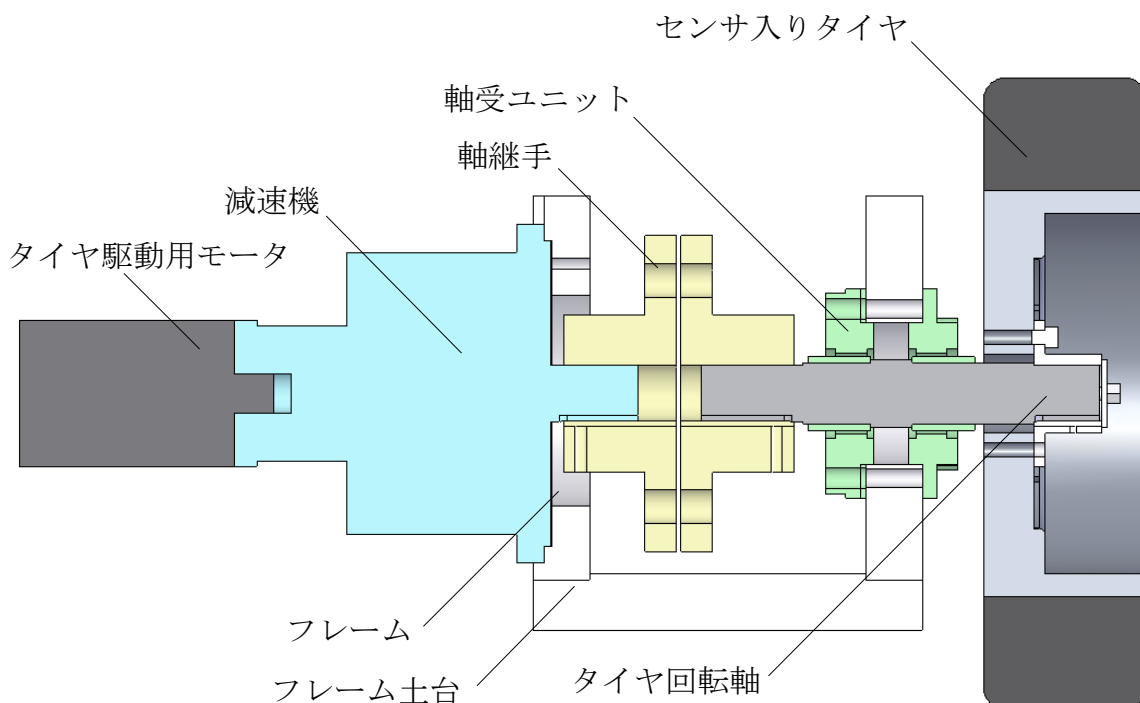 センサ入りタイヤ
軸受ユニット
軸継手
減速機
タイヤ駆動用モータ
フレーム
フレーム土台
タイヤ回転軸